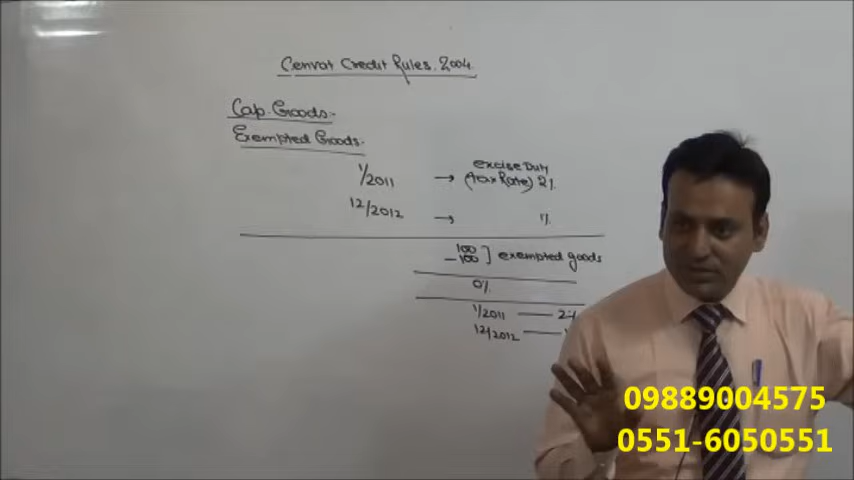 Cenvat Credit Rules. 2004.
Cap. Goods:-
Exempted Goods.
excise Duty
1/2011 → (tax Rate) 2%.
12/2012 → 1%
100
-100 ] exempted goods
0%
1/2011 — 2%
12/2012 —
09889004575
0551-6050551